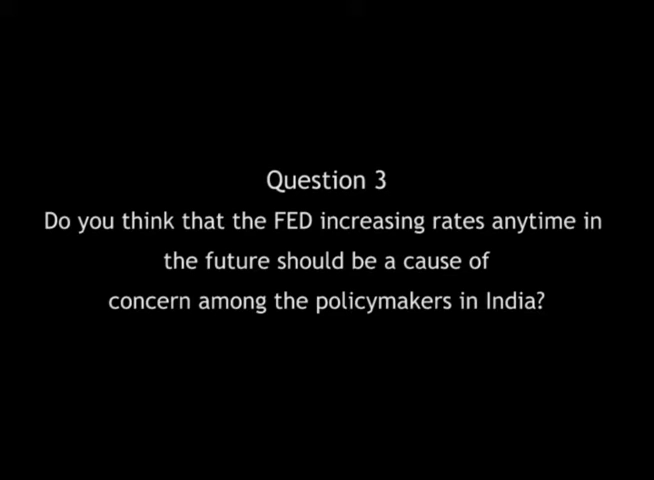 Question 3
Do you think that the FED increasing rates anytime in
the future should be a cause of
concern among the policymakers in India?